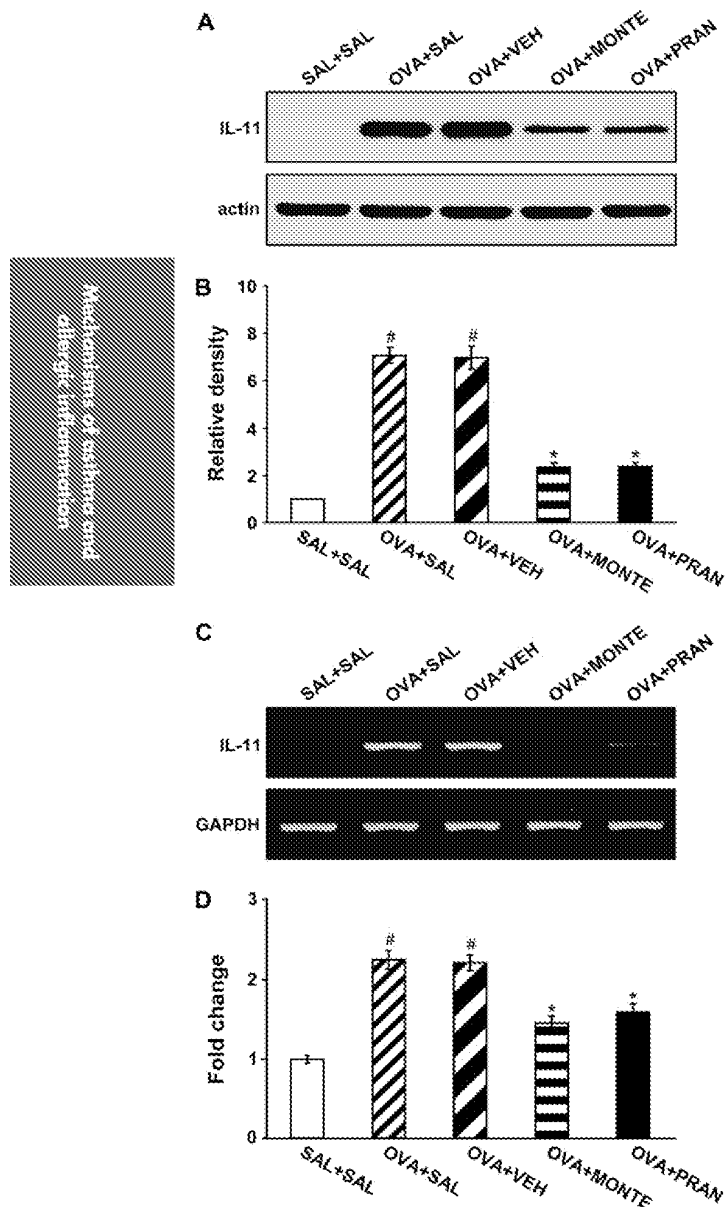 A
SAL+SAL OVA+SAL OVA+VEH OVA+MONTE OVA+PRAN
IL-11
actin
Mechanisms of asthma and
allergic inflammation
B
Relative density
10
8
6
4
2
0
# # * *
SAL+SAL OVA+SAL OVA+VEH OVA+MONTE OVA+PRAN
C
SAL+SAL OVA+SAL OVA+VEH OVA+MONTE OVA+PRAN
IL-11
GAPDH
D
Fold change
3
2
1
0
# # * *
SAL+SAL OVA+SAL OVA+VEH OVA+MONTE OVA+PRAN